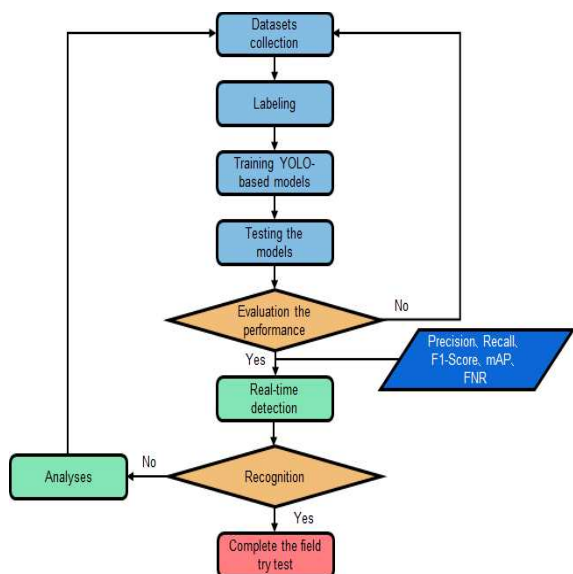 Datasets
collection
Labeling
Training YOLO-
based models
Testing the
models
Evaluation the
performance
No
Yes
Precision、Recall、
F1-Score、mAP、
FNR
Real-time
detection
Recognition
No
Analyses
Yes
Complete the field
try test